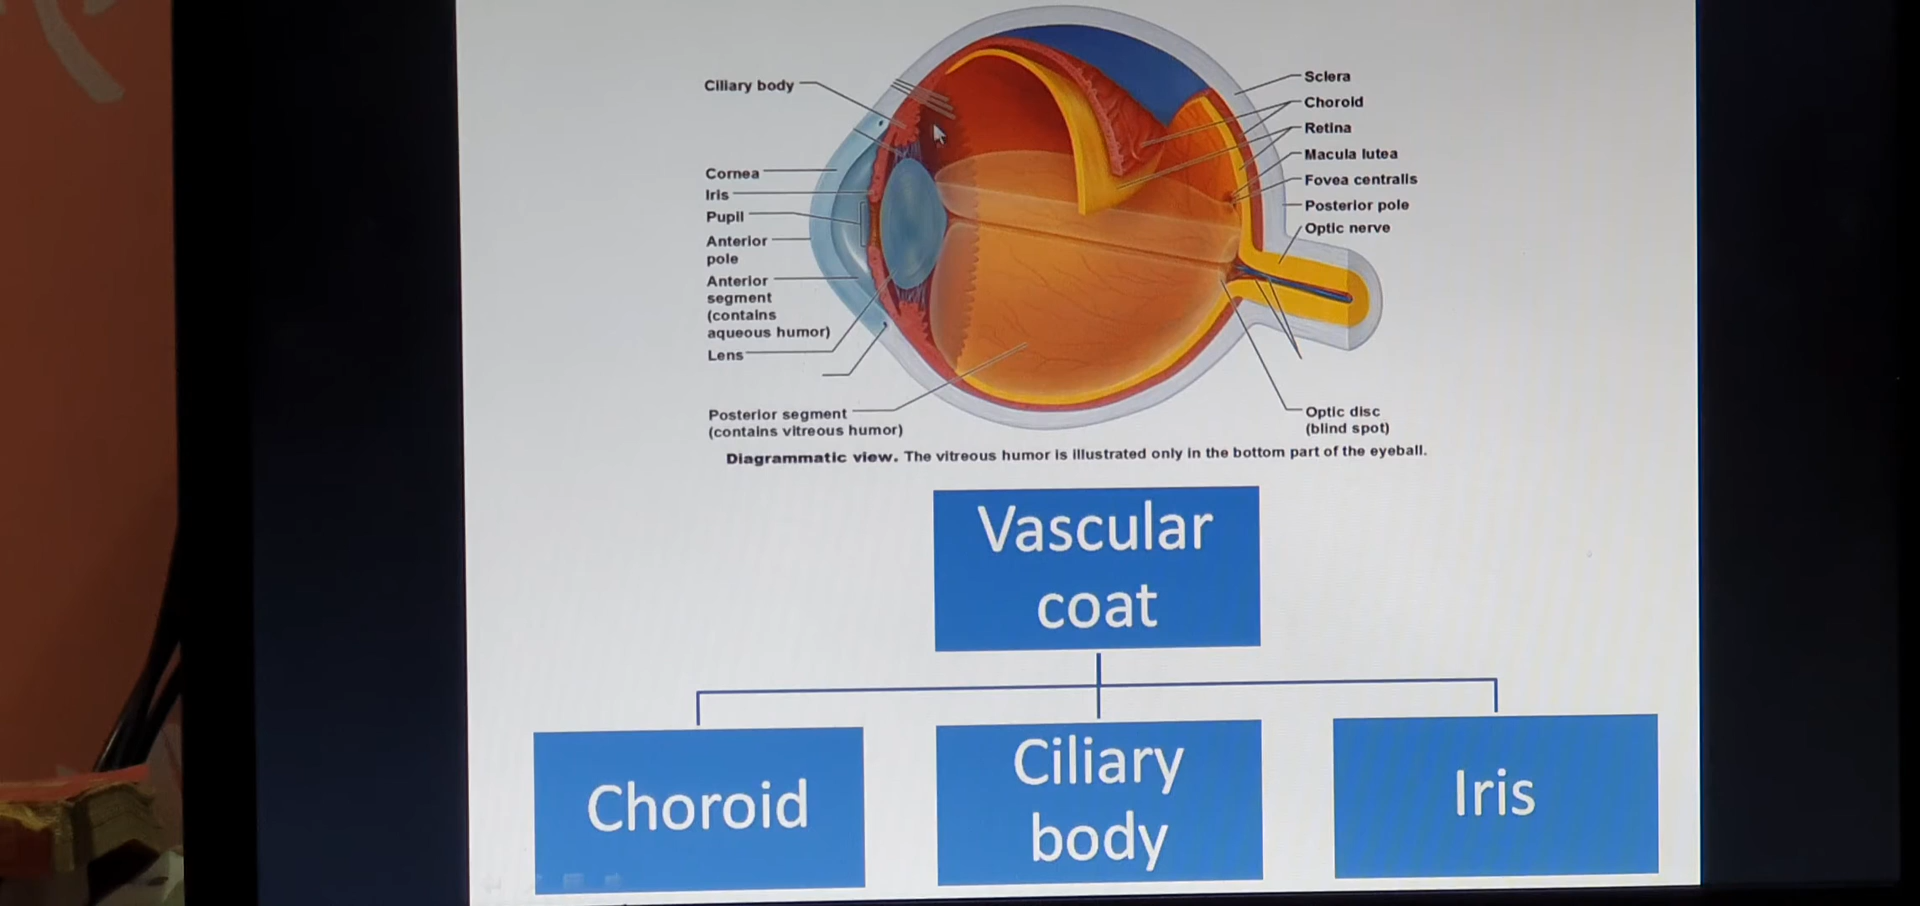 Ciliary body
Cornea
Iris
Pupil
Anterior
pole
Anterior
segment
(contains
aqueous humor)
Lens
Posterior segment
(contains vitreous humor)
Sclera
Choroid
Retina
Macula lutea
Fovea centralis
Posterior pole
Optic nerve
Optic disc
(blind spot)
Diagrammatic view. The vitreous humor is illustrated only in the bottom part of the eyeball.
Vascular
coat
Choroid
Ciliary
body
Iris